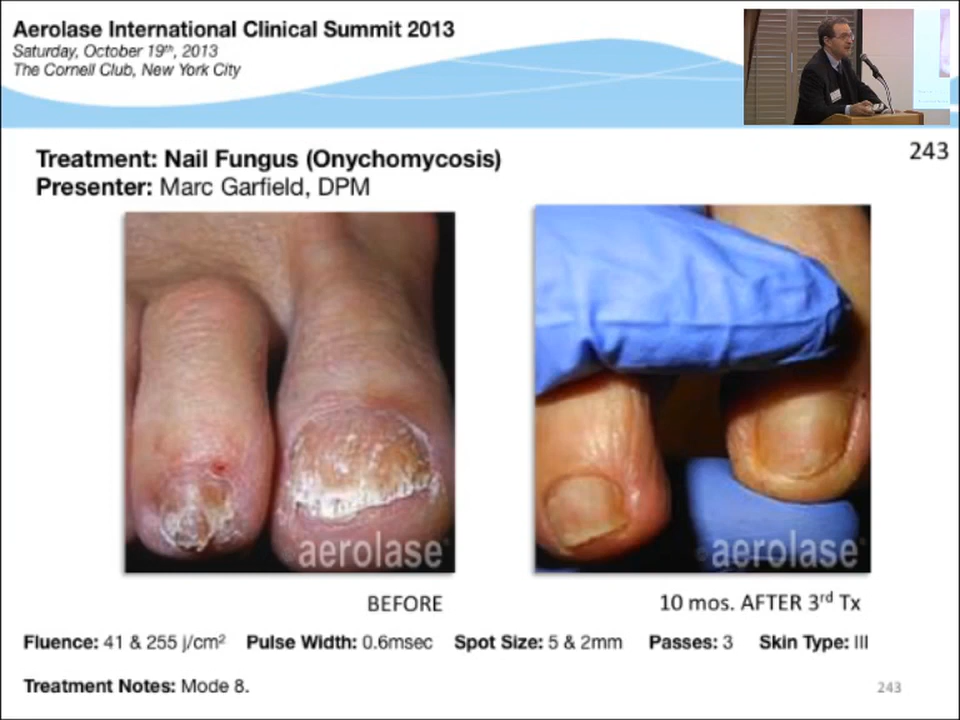 Aerolase International Clinical Summit 2013
Saturday, October 19th, 2013
The Cornell Club, New York City
243
Treatment: Nail Fungus (Onychomycosis)
Presenter: Marc Garfield, DPM
aerolase
aerolase
BEFORE
10 mos. AFTER 3rd Tx
Fluence: 41 & 255 j/cm² Pulse Width: 0.6msec Spot Size: 5 & 2mm Passes: 3 Skin Type: III
Treatment Notes: Mode 8.
243